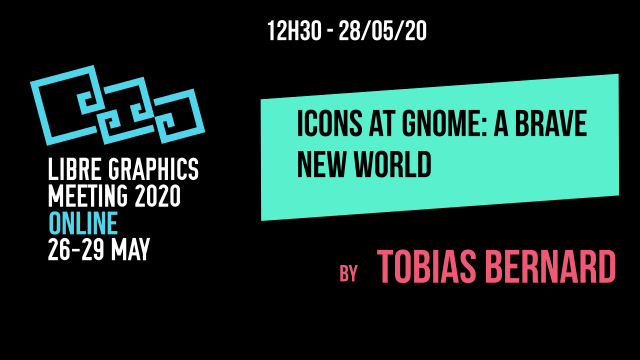 12H30 - 28/05/20
LIBRE GRAPHICS
MEETING 2020
ONLINE
26-29 MAY
ICONS AT GNOME: A BRAVE
NEW WORLD
BY TOBIAS BERNARD